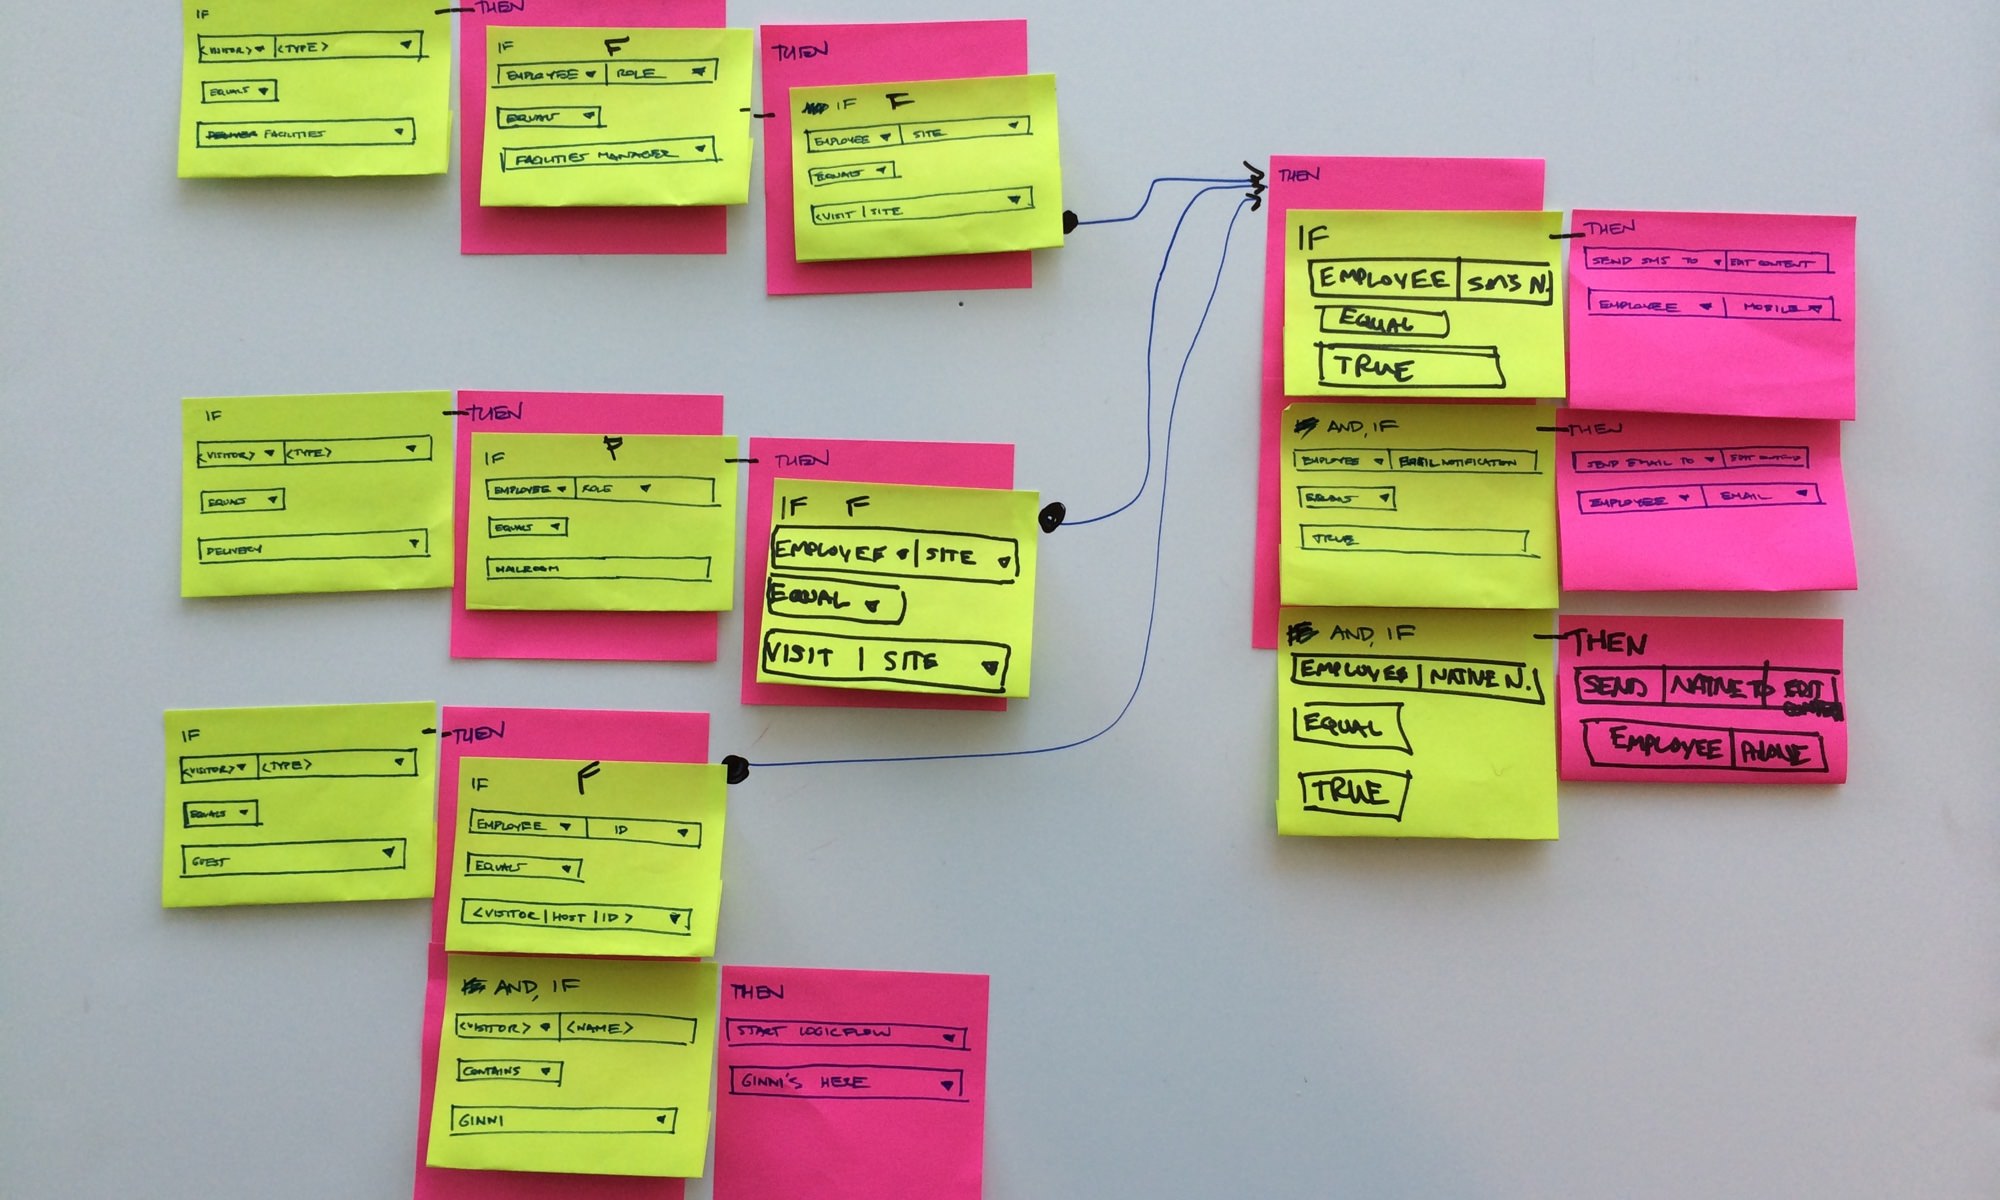 IF
<VISITOR> <TYPE>
EQUALS
FACILITIES
THEN
IF F
EMPLOYEE ROLE
EQUALS
FACILITIES MANAGER
THEN
IF F
EMPLOYEE SITE
EQUALS
<VISIT | SITE
IF
<VISITOR> <TYPE>
EQUALS
DELIVERY
THEN
IF F
EMPLOYEE ROLE
EQUALS
MAILROOM
THEN
IF F
EMPLOYEE SITE
EQUAL
VISIT | SITE
IF
<VISITOR> <TYPE>
EQUALS
GUEST
THEN
IF F
EMPLOYEE ID
EQUALS
<VISITOR | HOST | ID>
AND, IF
<VISITOR> <NAME>
CONTAINS
GINNI
THEN
START LOGICFLOW
GINNI'S HERE
THEN
IF
EMPLOYEE SMS N.
EQUAL
TRUE
THEN
SEND SMS TO EDIT CONTENT
EMPLOYEE MOBILE
AND, IF
EMPLOYEE EMAIL NOTIFICATION
EQUALS
TRUE
THEN
SEND EMAIL TO EDIT CONTENT
EMPLOYEE EMAIL
AND, IF
EMPLOYEE NATIVE N.
EQUAL
TRUE
THEN
SEND NATIVE TO EDIT
CONTENT
EMPLOYEE PHONE